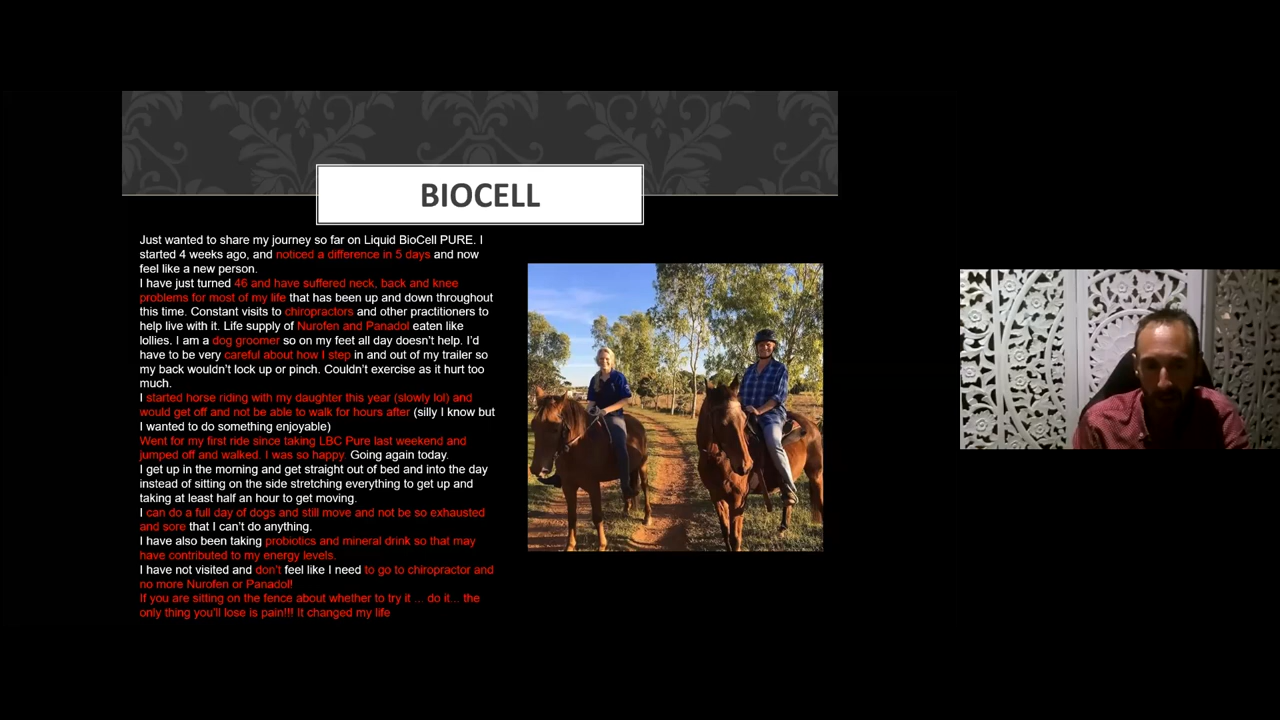 BIOCELL
Just wanted to share my journey so far on Liquid BioCell PURE. I
started 4 weeks ago, and noticed a difference in 5 days and now
feel like a new person.
I have just turned 46 and have suffered neck, back and knee
problems for most of my life that has been up and down throughout
this time. Constant visits to chiropractors and other practitioners to
help live with it. Life supply of Nurofen and Panadol eaten like
lollies. I am a dog groomer so on my feet all day doesn't help. I'd
have to be very careful about how I step in and out of my trailer so
my back wouldn't lock up or pinch. Couldn't exercise as it hurt too
much.
I started horse riding with my daughter this year (slowly lol) and
would get off and not be able to walk for hours after (silly I know but
I wanted to do something enjoyable)
Went for my first ride since taking LBC Pure last weekend and
jumped off and walked. I was so happy. Going again today.
I get up in the morning and get straight out of bed and into the day
instead of sitting on the side stretching everything to get up and
taking at least half an hour to get moving.
I can do a full day of dogs and still move and not be so exhausted
and sore that I can't do anything.
I have also been taking probiotics and mineral drink so that may
have contributed to my energy levels.
I have not visited and don't feel like I need to go to chiropractor and
no more Nurofen or Panadol!
If you are sitting on the fence about whether to try it ... do it... the
only thing you'll lose is pain!!! It changed my life